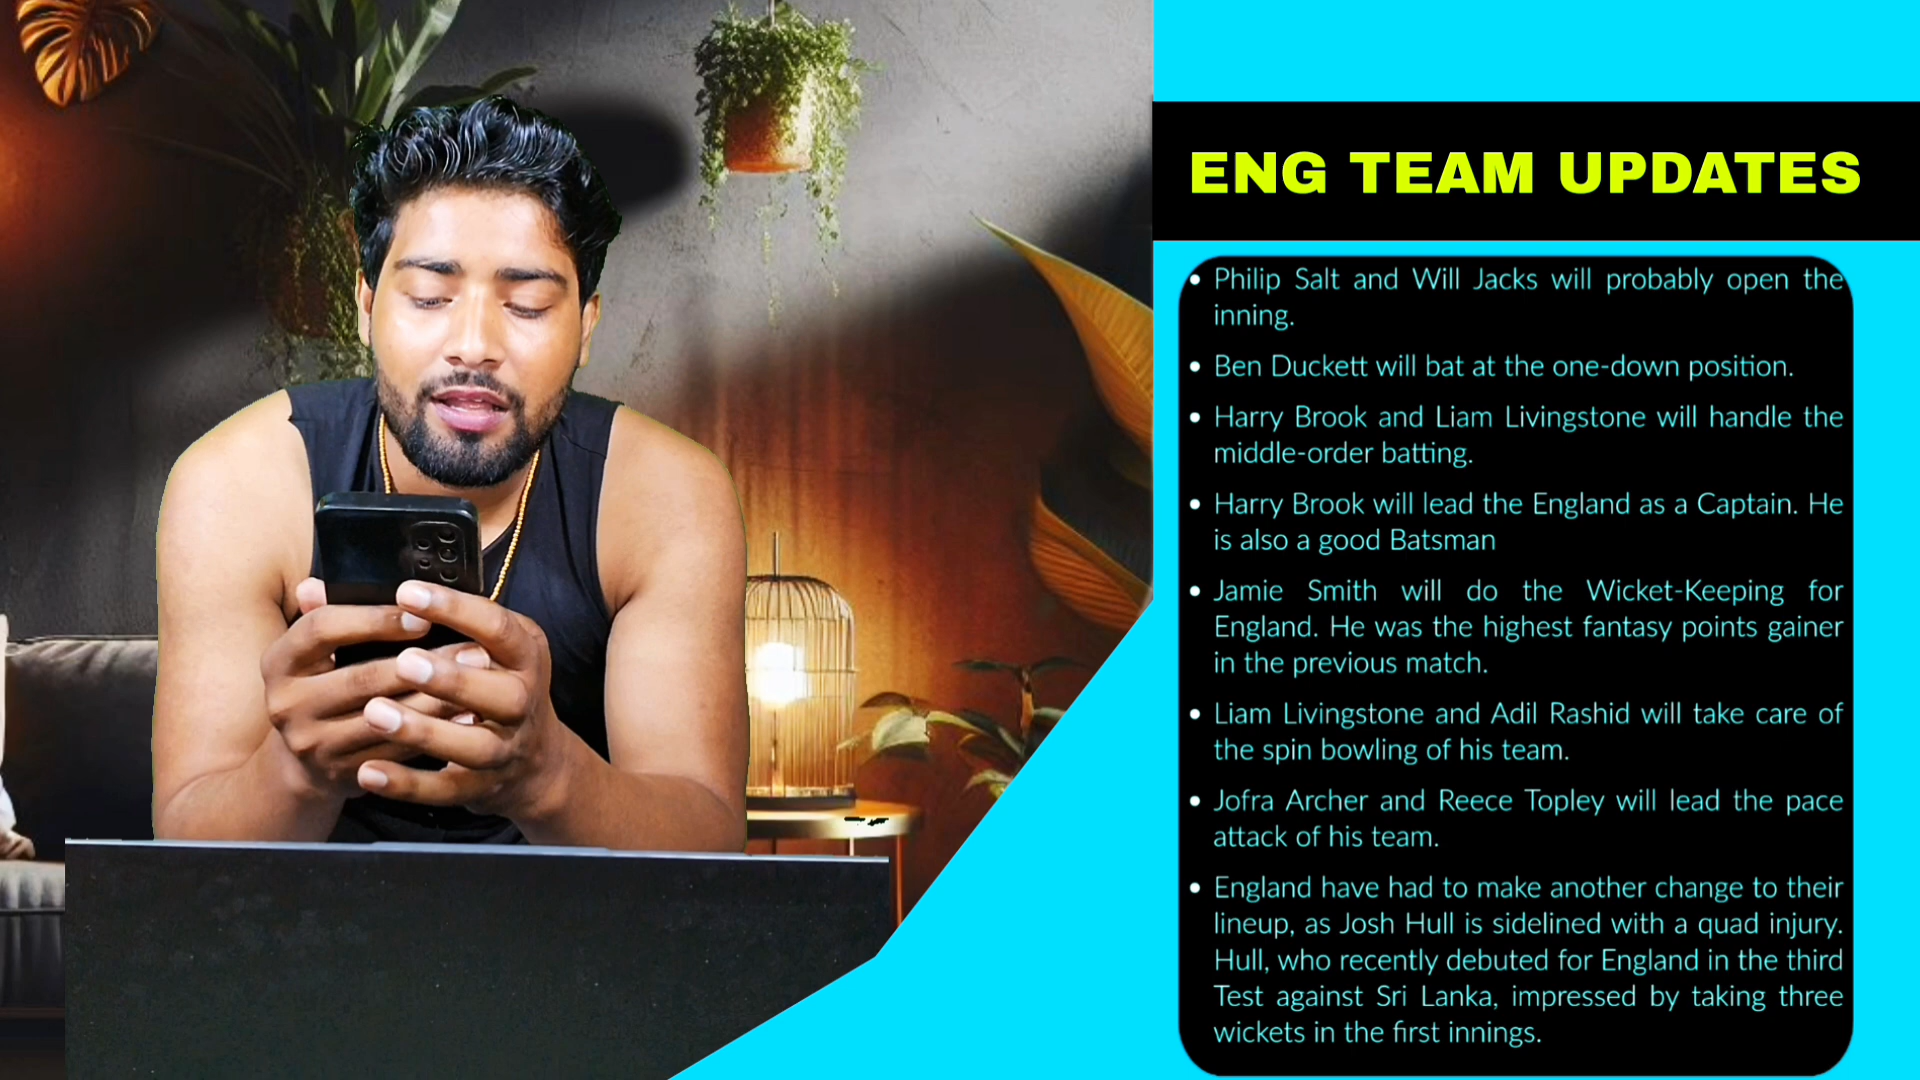 ENG TEAM UPDATES
• Philip Salt and Will Jacks will probably open the
inning.
• Ben Duckett will bat at the one-down position.
• Harry Brook and Liam Livingstone will handle the
middle-order batting.
• Harry Brook will lead the England as a Captain. He
is also a good Batsman
• Jamie Smith will do the Wicket-Keeping for
England. He was the highest fantasy points gainer
in the previous match.
• Liam Livingstone and Adil Rashid will take care of
the spin bowling of his team.
• Jofra Archer and Reece Topley will lead the pace
attack of his team.
• England have had to make another change to their
lineup, as Josh Hull is sidelined with a quad injury.
Hull, who recently debuted for England in the third
Test against Sri Lanka, impressed by taking three
wickets in the first innings.